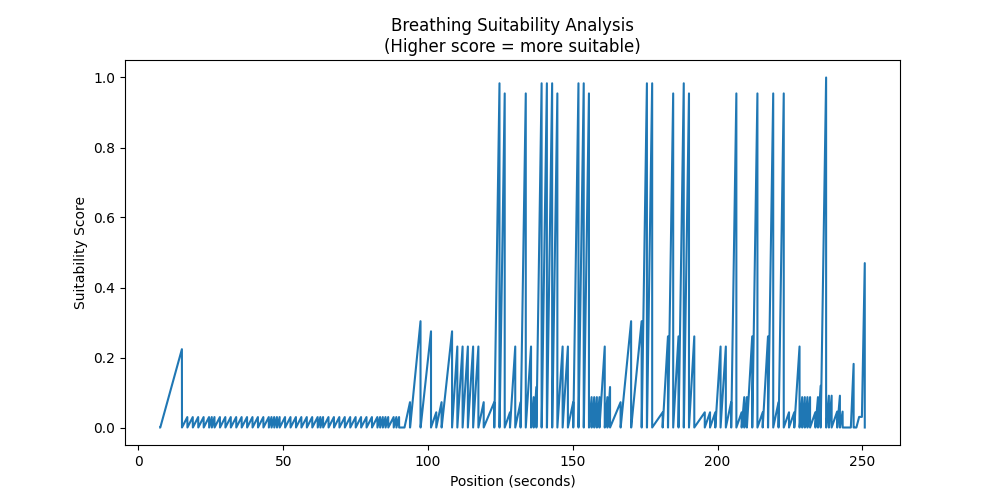 Breathing Suitability Analysis
(Higher score = more suitable)
1.0
0.8
0.6
0.4
0.2
0.0
Suitability Score
0 50 100 150 200 250
Position (seconds)